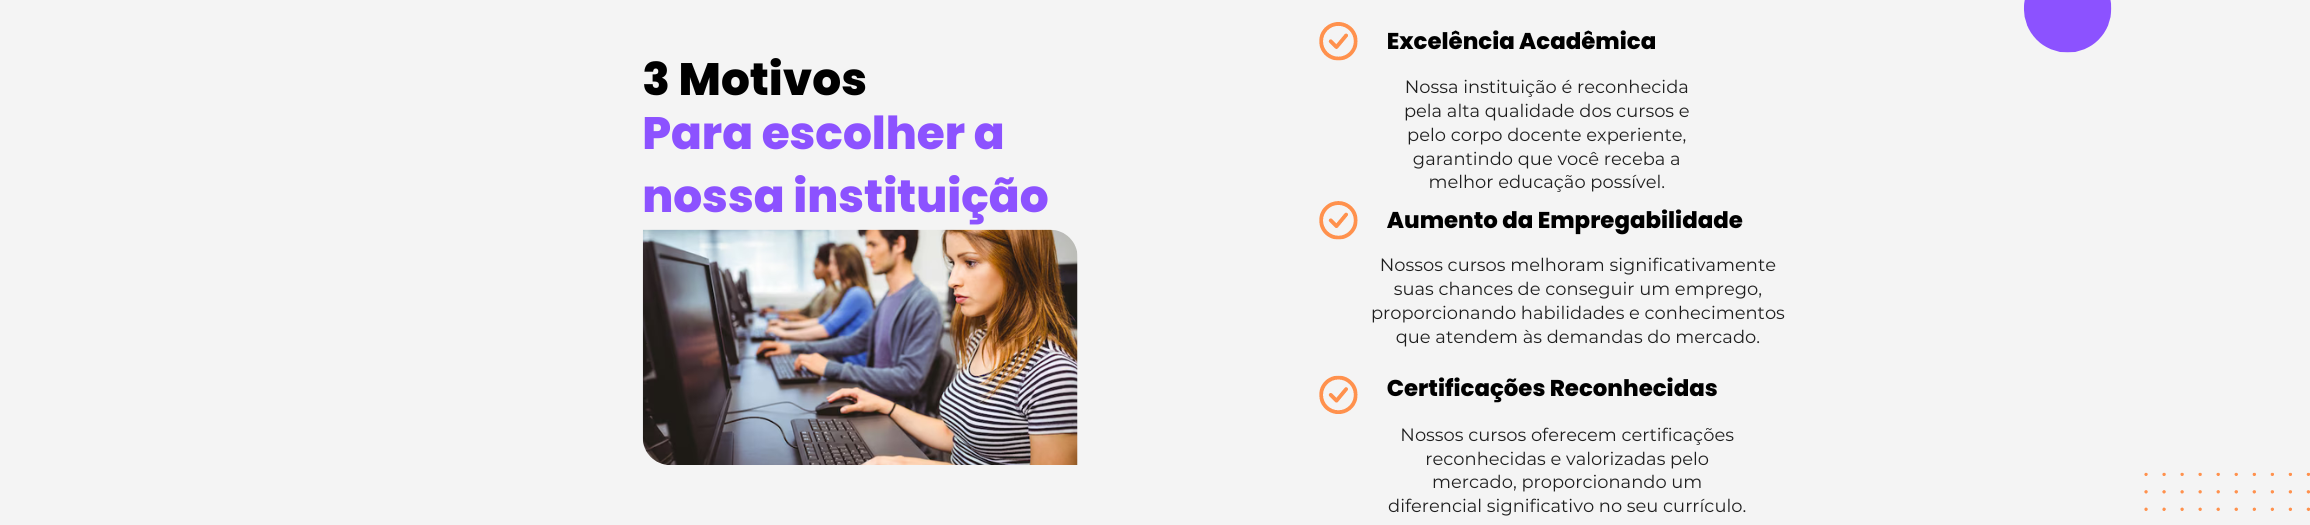 3 Motivos
Para escolher a
nossa instituição
Excelência Acadêmica
Nossa instituição é reconhecida
pela alta qualidade dos cursos e
pelo corpo docente experiente,
garantindo que você receba a
melhor educação possível.
Aumento da Empregabilidade
Nossos cursos melhoram significativamente
suas chances de conseguir um emprego,
proporcionando habilidades e conhecimentos
que atendem às demandas do mercado.
Certificações Reconhecidas
Nossos cursos oferecem certificações
reconhecidas e valorizadas pelo
mercado, proporcionando um
diferencial significativo no seu currículo.